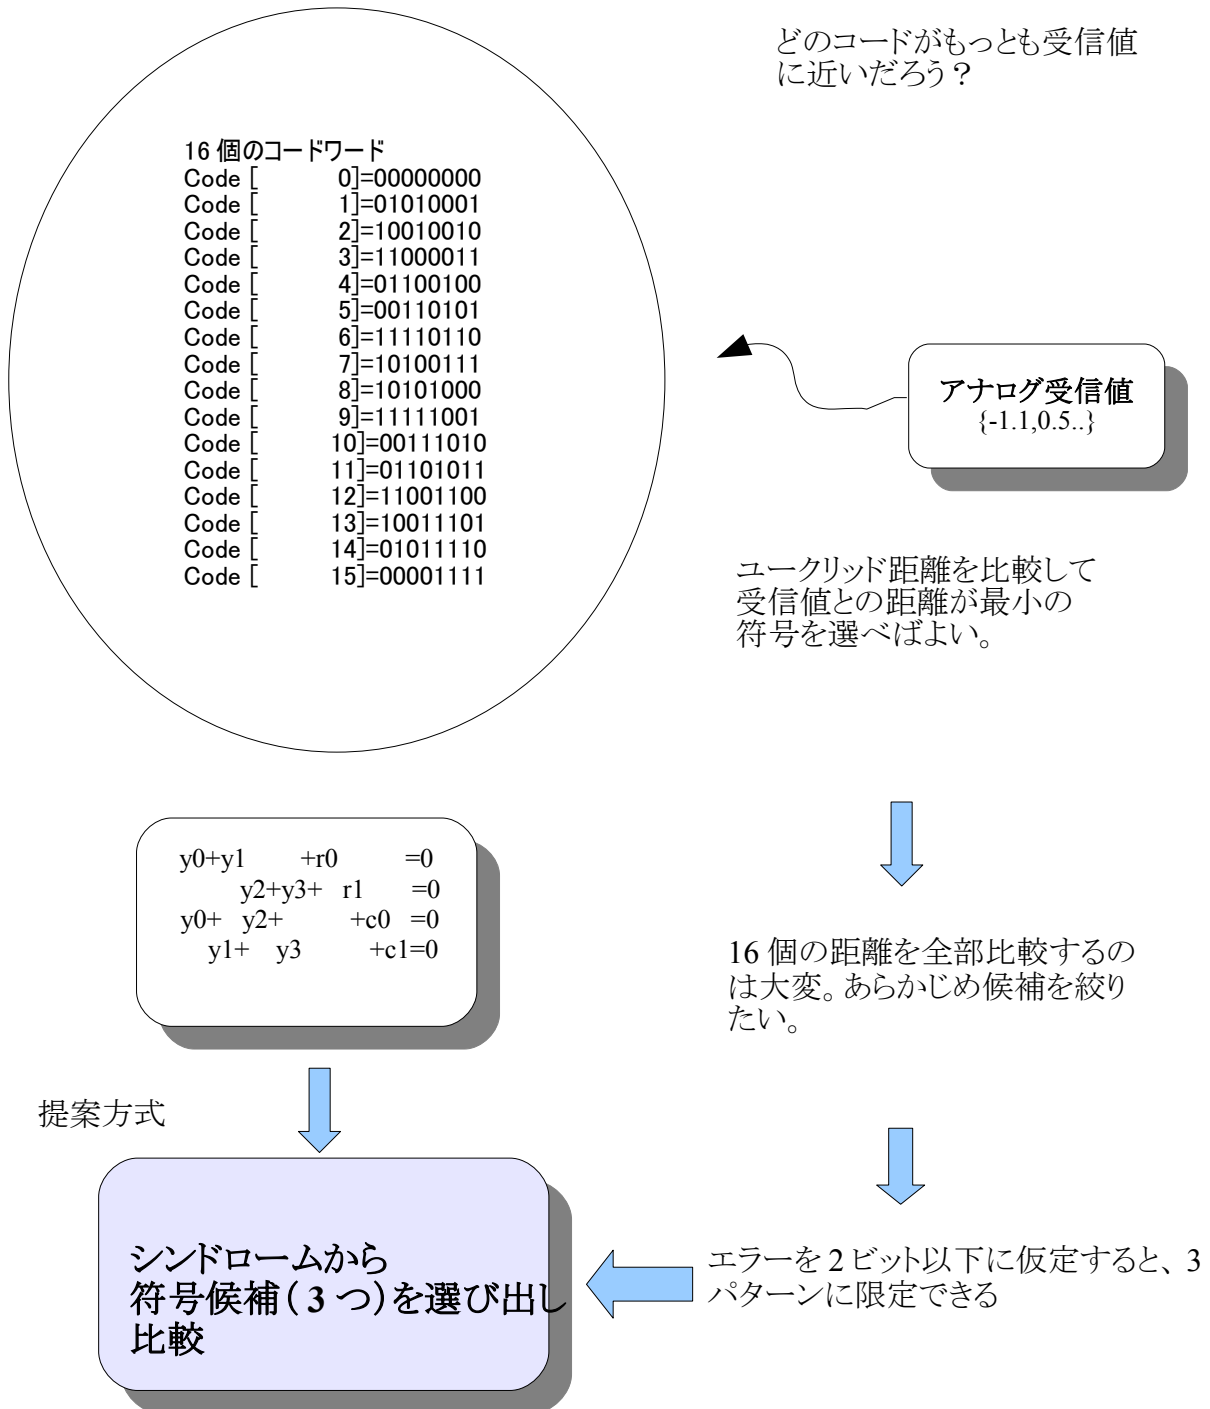 どのコードがもっとも受信値
に近いだろう？
16 個のコードワード
Code [ 0]=00000000
Code [ 1]=01010001
Code [ 2]=10010010
Code [ 3]=11000011
Code [ 4]=01100100
Code [ 5]=00110101
Code [ 6]=11110110
Code [ 7]=10100111
Code [ 8]=10101000
Code [ 9]=11111001
Code [ 10]=00111010
Code [ 11]=01101011
Code [ 12]=11001100
Code [ 13]=10011101
Code [ 14]=01011110
Code [ 15]=00001111
アナログ受信値
{-1.1,0.5..}
ユークリッド距離を比較して
受信値との距離が最小の
符号を選べばよい。
y0+y1 +r0 =0
y2+y3+ r1 =0
y0+ y2+ +c0 =0
y1+ y3 +c1=0
16 個の距離を全部比較するの
は大変。あらかじめ候補を絞り
たい。
提案方式
シンドロームから
符号候補（３つ）を選び出し
比較
エラーを 2 ビット以下に仮定すると、3
パターンに限定できる